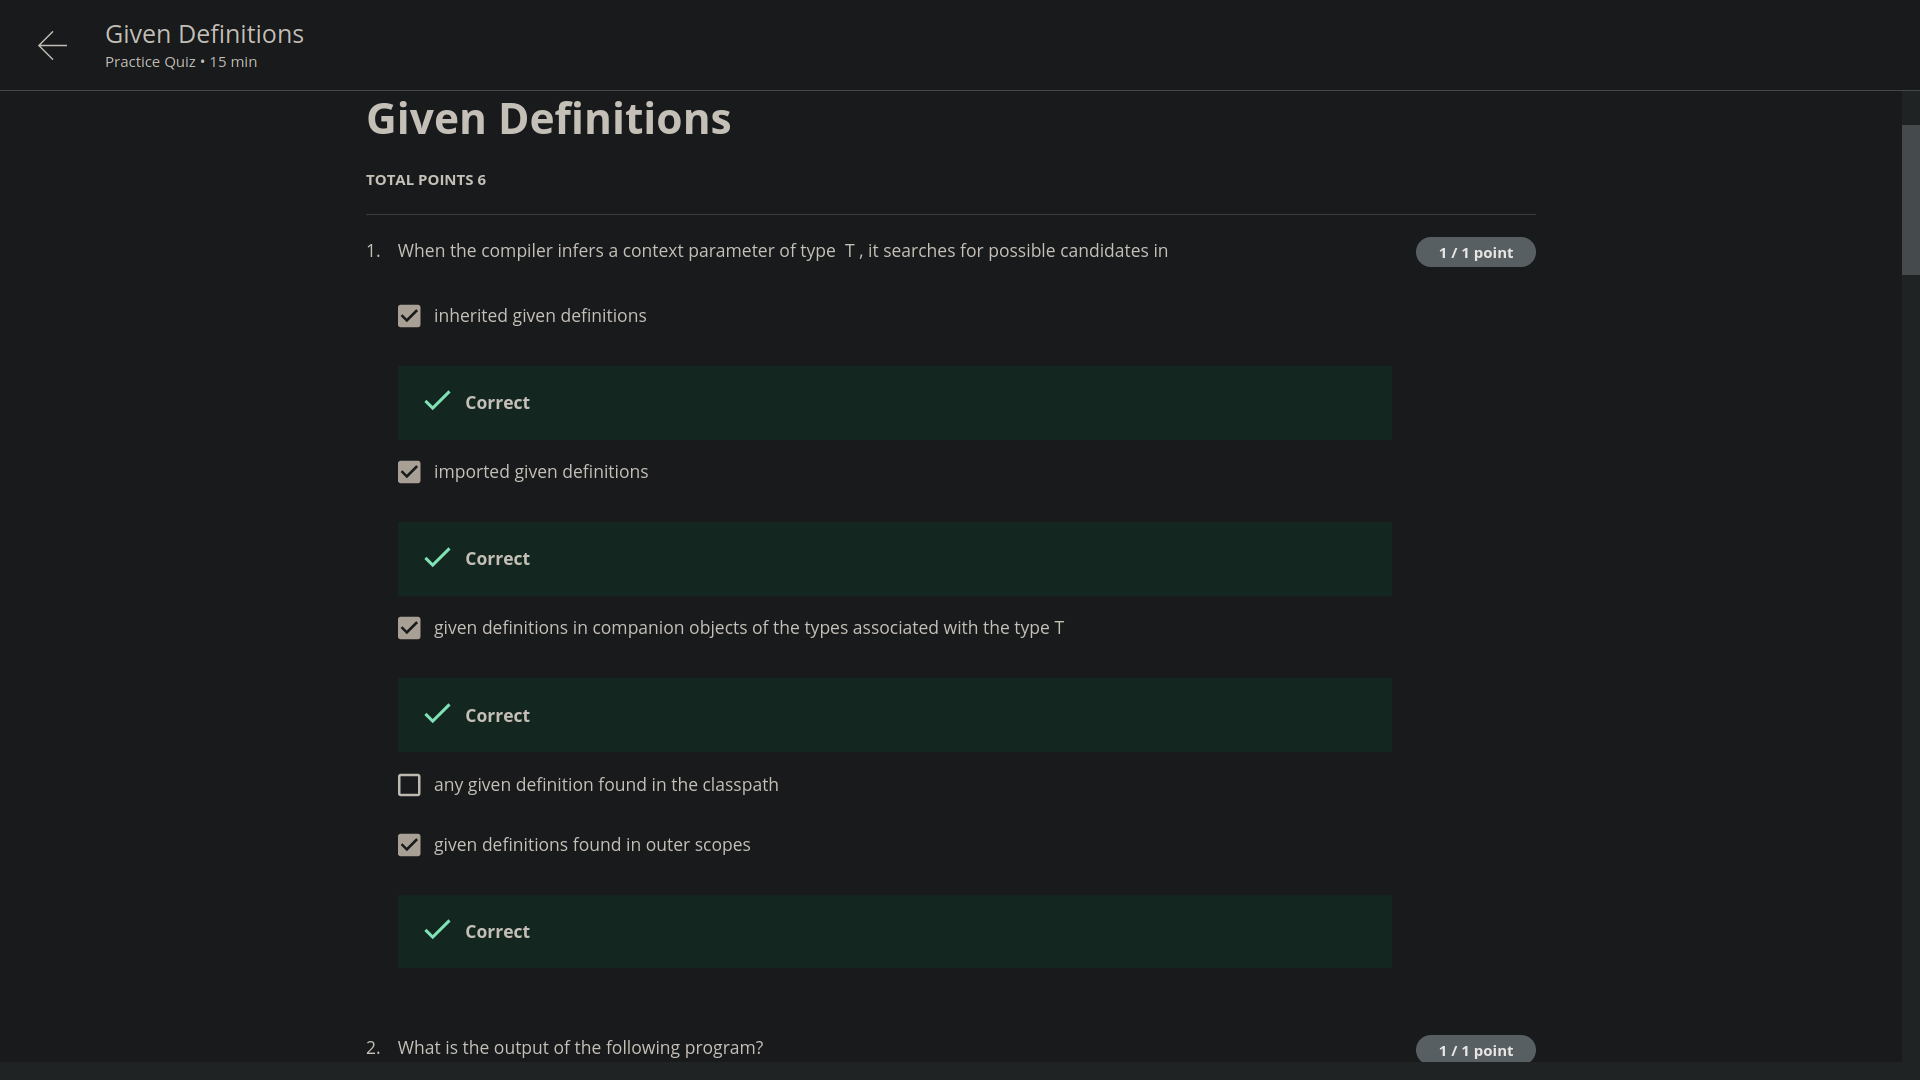 Given Definitions
Practice Quiz • 15 min
Given Definitions
TOTAL POINTS 6
1. When the compiler infers a context parameter of type T , it searches for possible candidates in
1 / 1 point
inherited given definitions
Correct
imported given definitions
Correct
given definitions in companion objects of the types associated with the type T
Correct
any given definition found in the classpath
given definitions found in outer scopes
Correct
2. What is the output of the following program?
1 / 1 point